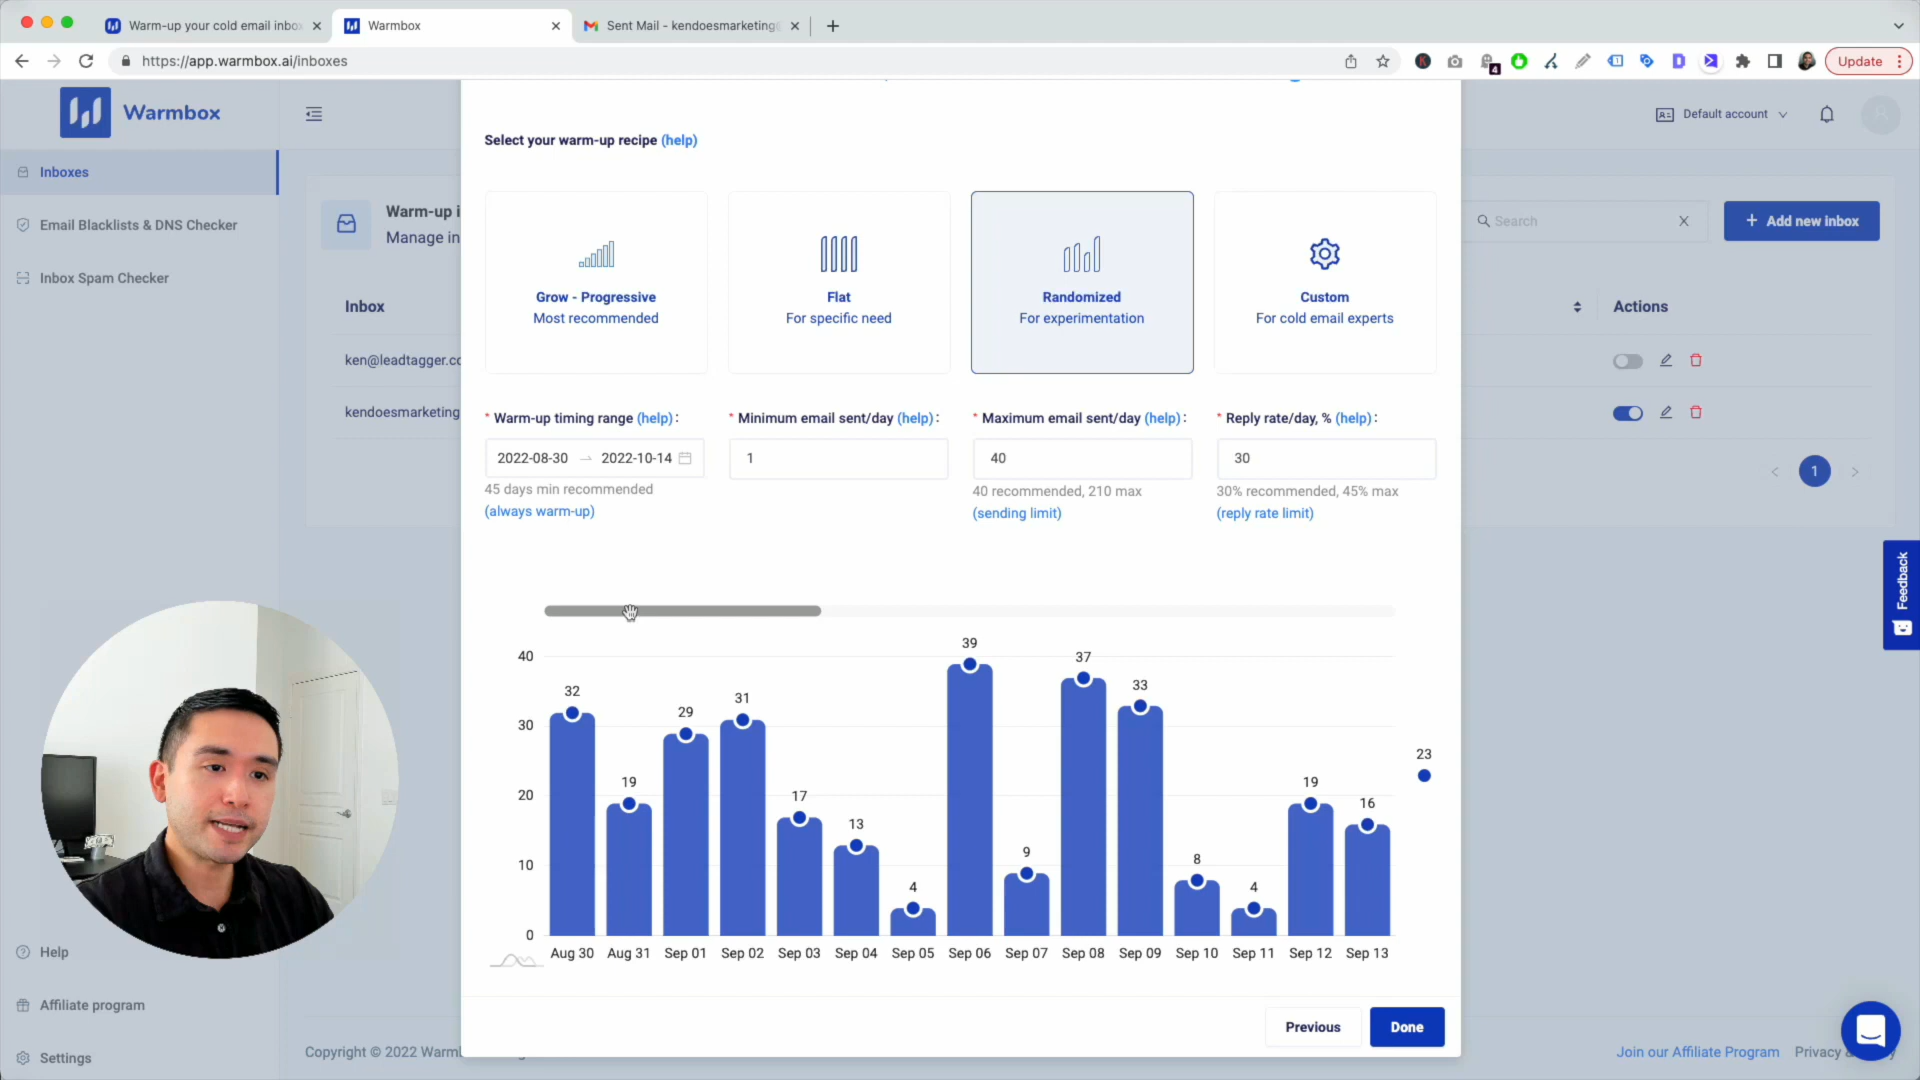 Warm-up your cold email inbox
Warmbox
Sent Mail - kendoesmarketing
https://app.warmbox.ai/inboxes
4
Update
Warmbox
Default account
Inboxes
Email Blacklists & DNS Checker
Inbox Spam Checker
Warm-up i
Manage in
Search
Add new inbox
Inbox
Actions
ken@leadtagger.co
kendoesmarketing
1
Select your warm-up recipe (help)
Grow - Progressive
Most recommended
Flat
For specific need
Randomized
For experimentation
Custom
For cold email experts
* Warm-up timing range (help) :
* Minimum email sent/day (help) :
* Maximum email sent/day (help) :
* Reply rate/day, % (help) :
2022-08-30 → 2022-10-14
1
40
30
45 days min recommended
(always warm-up)
40 recommended, 210 max
(sending limit)
30% recommended, 45% max
(reply rate limit)
Feedback
40
30
20
10
0
32
19
29
31
17
13
4
39
9
37
33
8
4
19
16
23
Aug 30
Aug 31
Sep 01
Sep 02
Sep 03
Sep 04
Sep 05
Sep 06
Sep 07
Sep 08
Sep 09
Sep 10
Sep 11
Sep 12
Sep 13
Previous
Done
Help
Affiliate program
Settings
Copyright © 2022 Warm
Join our Affiliate Program
Privacy